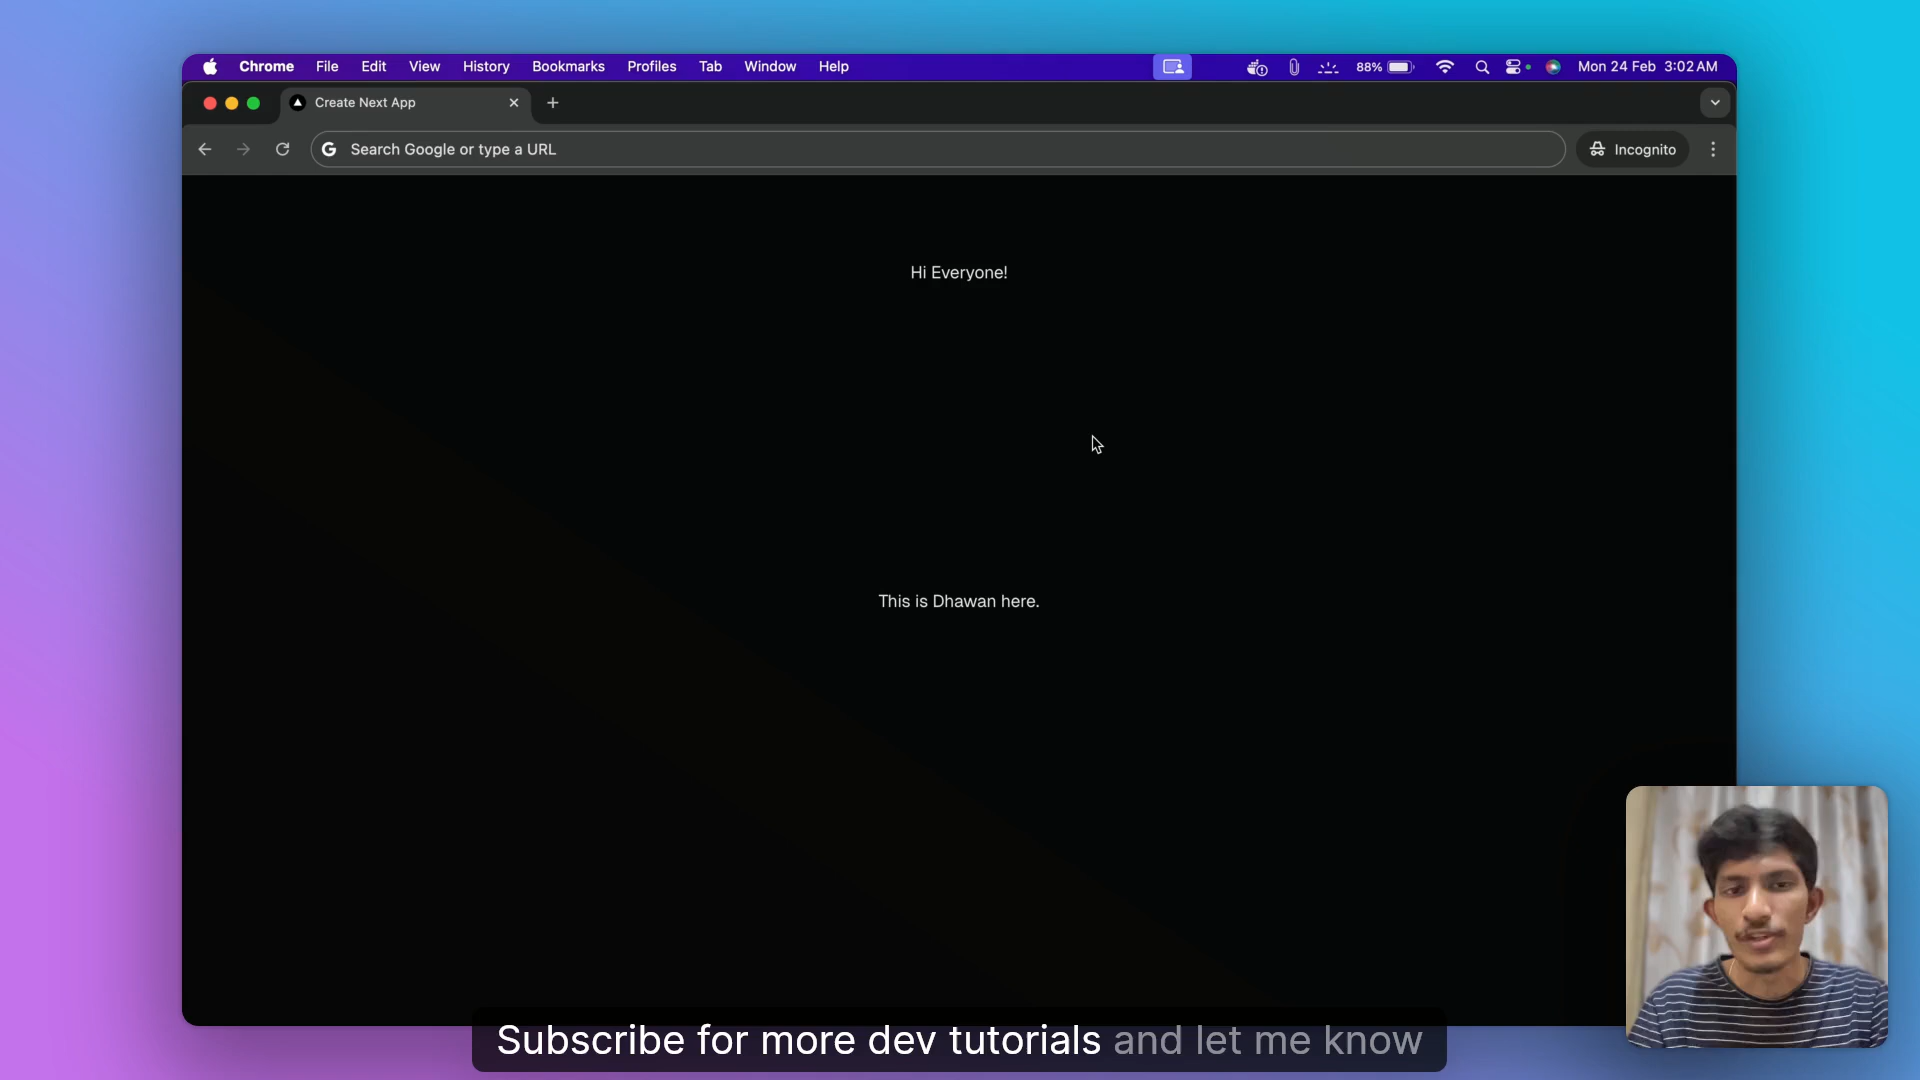 Chrome File Edit View History Bookmarks Profiles Tab Window Help 88% Mon 24 Feb 3:02 AM
Create Next App
Search Google or type a URL Incognito
Hi Everyone!
This is Dhawan here.
Subscribe for more dev tutorials and let me know